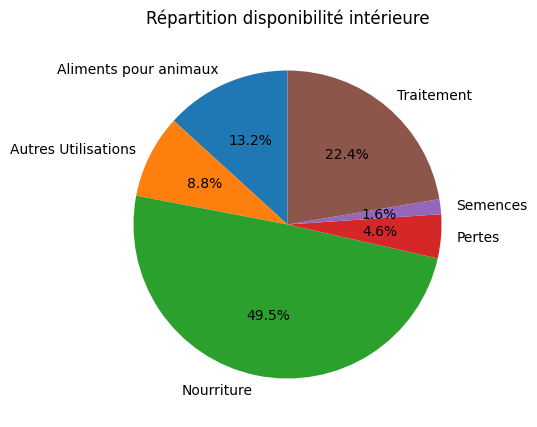 Répartition disponibilité intérieure
Aliments pour animaux
13.2%
Autres Utilisations
8.8%
Nourriture
49.5%
Pertes
4.6%
Semences
1.6%
Traitement
22.4%